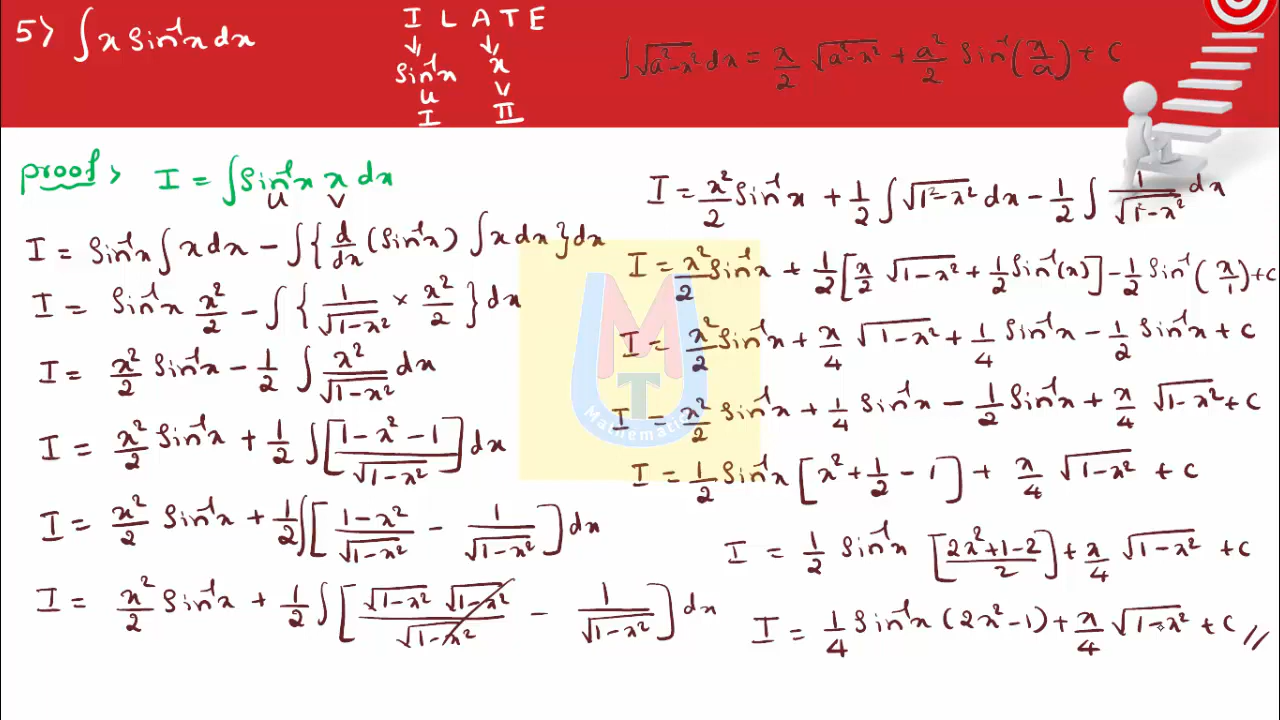 5> ∫ x Sin⁻¹x dx
I L A T E
↓ ↓
Sin⁻¹x x
u v
I II
∫√(a²-x²) dx = x/2 √(a²-x²) + a²/2 Sin⁻¹(x/a) + C
proof> I = ∫Sin⁻¹x x dx
u v
I = Sin⁻¹x ∫ x dx - ∫{ d/dx (Sin⁻¹x) ∫ x dx } dx
I = Sin⁻¹x x²/2 - ∫{ 1/√(1-x²) × x²/2 } dx
I = x²/2 Sin⁻¹x - 1/2 ∫ x²/√(1-x²) dx
I = x²/2 Sin⁻¹x + 1/2 ∫[ (1-x²-1)/√(1-x²) ] dx
I = x²/2 Sin⁻¹x + 1/2 ∫[ (1-x²)/√(1-x²) - 1/√(1-x²) ] dx
I = x²/2 Sin⁻¹x + 1/2 ∫[ (√(1-x²) √(1-x²))/√(1-x²) - 1/√(1-x²) ] dx
I = x²/2 Sin⁻¹x + 1/2 ∫ √(1²-x²) dx - 1/2 ∫ 1/√(1²-x²) dx
I = x²/2 Sin⁻¹x + 1/2 [ x/2 √(1-x²) + 1/2 Sin⁻¹(x) ] - 1/2 Sin⁻¹(x/1) + C
I = x²/2 Sin⁻¹x + x/4 √(1-x²) + 1/4 Sin⁻¹x - 1/2 Sin⁻¹x + C
I = x²/2 Sin⁻¹x + 1/4 Sin⁻¹x - 1/2 Sin⁻¹x + x/4 √(1-x²) + C
I = 1/2 Sin⁻¹x [ x² + 1/2 - 1 ] + x/4 √(1-x²) + C
I = 1/2 Sin⁻¹x [ (2x²+1-2)/2 ] + x/4 √(1-x²) + C
I = 1/4 Sin⁻¹x (2x²-1) + x/4 √(1-x²) + C //
U M T
Mathematic